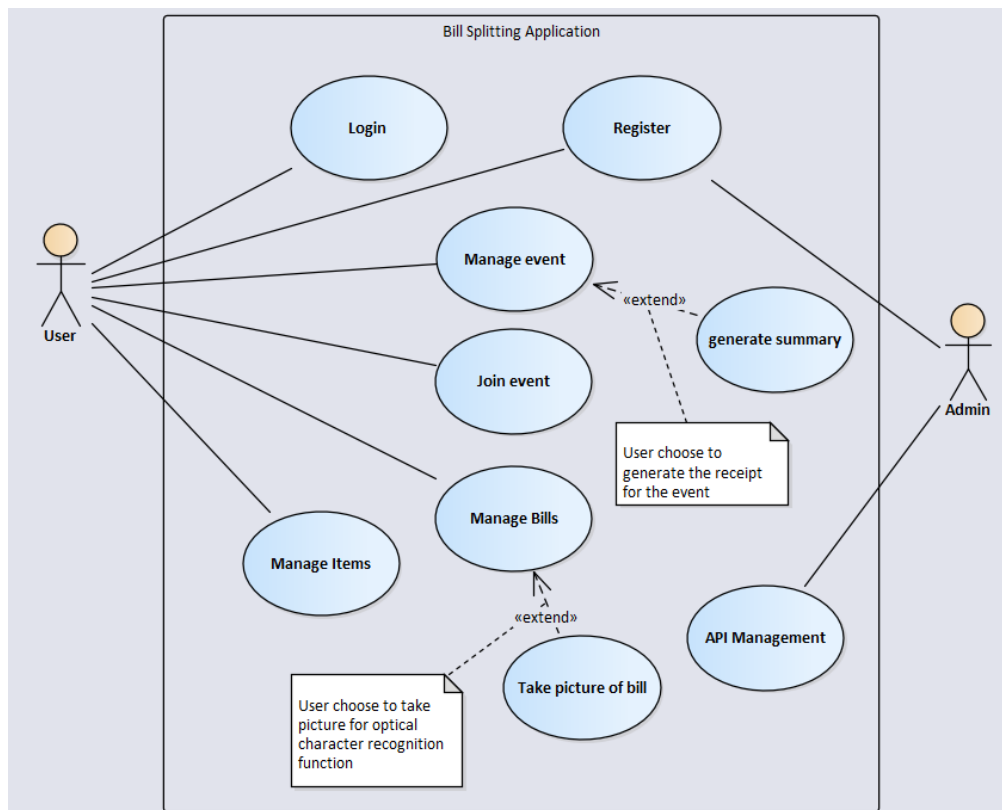 Bill Splitting Application
Login
Register
Manage event
«extend»
generate summary
User
Join event
Admin
User choose to
generate the receipt
for the event
Manage Bills
Manage Items
«extend»
API Management
Take picture of bill
User choose to take
picture for optical
character recognition
function